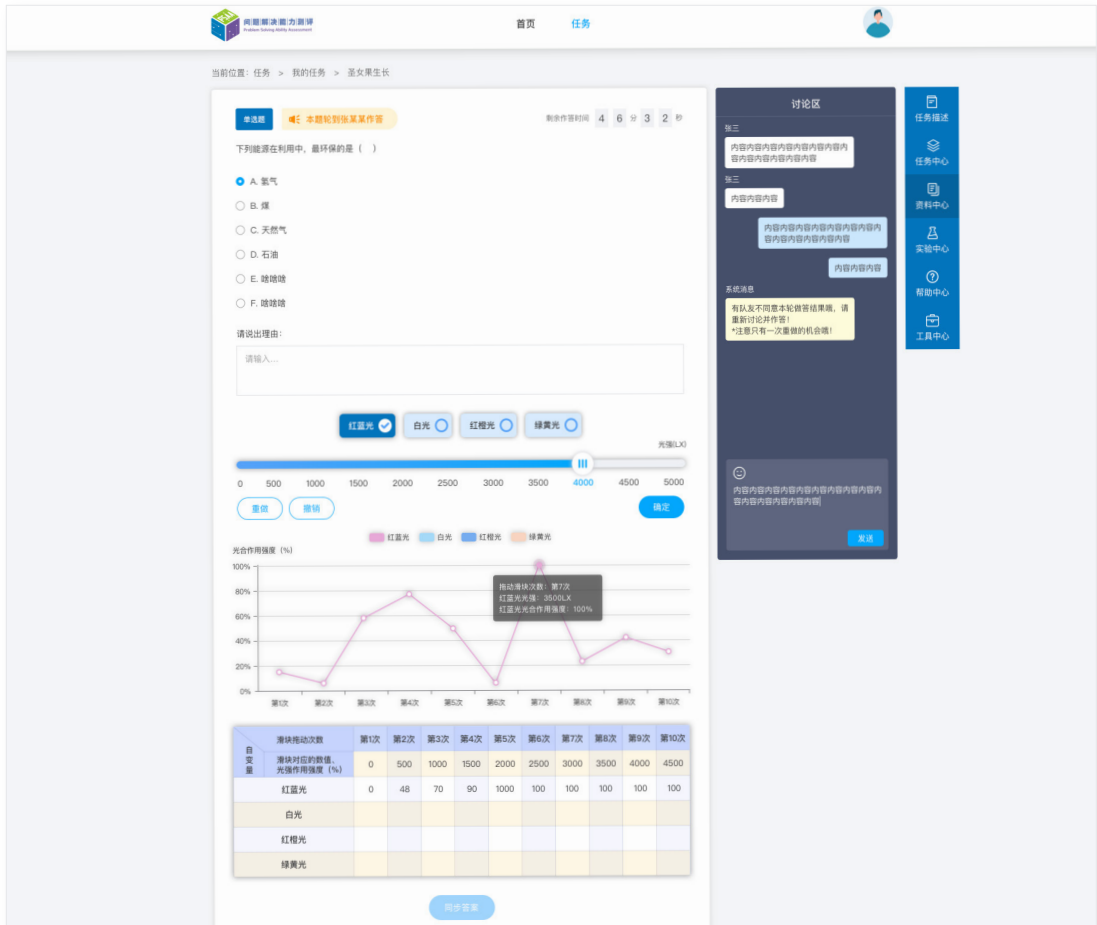 问题解决能力测评
Problem Solving Ability Assessment
首页 任务
当前位置：任务 > 我的任务 > 圣女果生长
单选题 本题轮到张某某作答 剩余作答时间 4 6 分 3 2 秒
下列能源在利用中，最环保的是（ ）
A. 氢气
B. 煤
C. 天然气
D. 石油
E. 啥啥啥
F. 啥啥啥
请说出理由：
请输入...
红蓝光 白光 红橙光 绿黄光
光强(LX)
0 500 1000 1500 2000 2500 3000 3500 4000 4500 5000
重做 撤销 确定
红蓝光 白光 红橙光 绿黄光
光合作用强度（%）
100%
80%
60%
40%
20%
0%
拖动滑块次数：第7次
红蓝光光强：3500LX
红蓝光光合作用强度：100%
第1次 第2次 第3次 第4次 第5次 第6次 第7次 第8次 第9次 第10次
自变量
滑块拖动次数 第1次 第2次 第3次 第4次 第5次 第6次 第7次 第8次 第9次 第10次
滑块对应的数值、
光强作用强度（%） 0 500 1000 1500 2000 2500 3000 3500 4000 4500
红蓝光 0 48 70 90 1000 100 100 100 100 100
白光
红橙光
绿黄光
同步答案
讨论区
张三
内容内容内容内容内容内容内
容内容内容内容内容
张三
内容内容内容
内容内容内容内容内容内容内
容内容内容内容内容内容
内容内容内容
系统消息
有队友不同意本轮做答结果哦，请
重新讨论并作答！
*注意只有一次重做的机会哦！
内容内容内容内容内容内容内容内容内
容内容内容内容内容内容
发送
任务描述
任务中心
资料中心
实验中心
帮助中心
工具中心